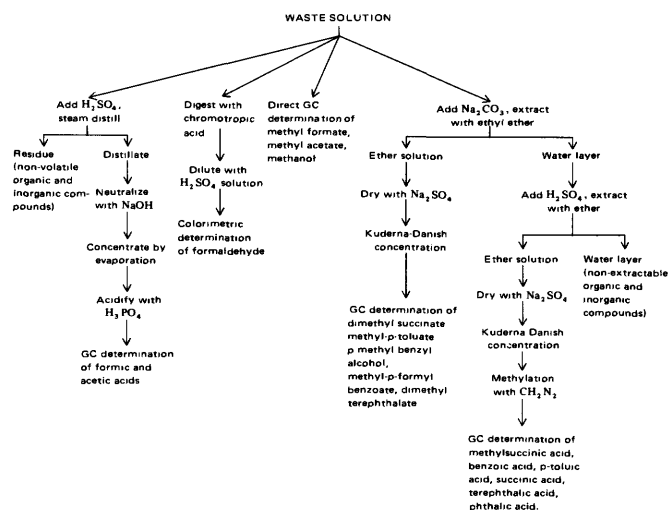 WASTE SOLUTION
Add H₂SO₄,
steam distill
Residue
(non-volatile
organic and
inorganic com-
pounds)
Distillate
Neutralize
with NaOH
Concentrate by
evaporation
Acidify with
H₃PO₄
GC determination
of formic and
acetic acids
Digest with
chromotropic
acid
Dilute with
H₂SO₄ solution
Colorimetric
determination
of formaldehyde
Direct GC
determination of
methyl formate,
methyl acetate,
methanol
Add Na₂CO₃, extract
with ethyl ether
Ether solution
Dry with Na₂SO₄
Kuderna-Danish
concentration
GC determination of
dimethyl succinate
methyl-p-toluate
p methyl benzyl
alcohol,
methyl-p-formyl
benzoate, dimethyl
terephthalate
Water layer
Add H₂SO₄, extract
with ether
Ether solution
Dry with Na₂SO₄
Kuderna Danish
concentration
Methylation
with CH₂N₂
GC determination of
methylsuccinic acid,
benzoic acid, p-toluic
acid, succinic acid,
terephthalic acid,
phthalic acid.
Water layer
(non-extractable
organic and
inorganic
compounds)